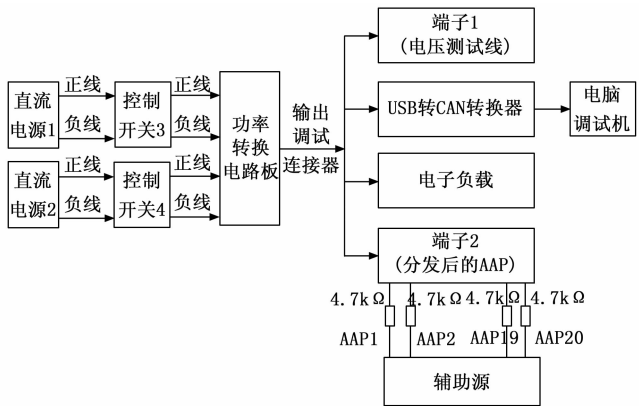 端子1
(电压测试线)
正线
正线
直流
电源1
控制
开关3
负线
负线
功率
转换
电路板
输出
调试
连接器
USB转CAN转换器
电脑
调试机
正线
正线
直流
电源2
控制
开关4
负线
负线
电子负载
端子2
(分发后的AAP)
4.7kΩ
4.7kΩ
4.7kΩ
4.7kΩ
AAP1
AAP2
AAP19
AAP20
辅助源